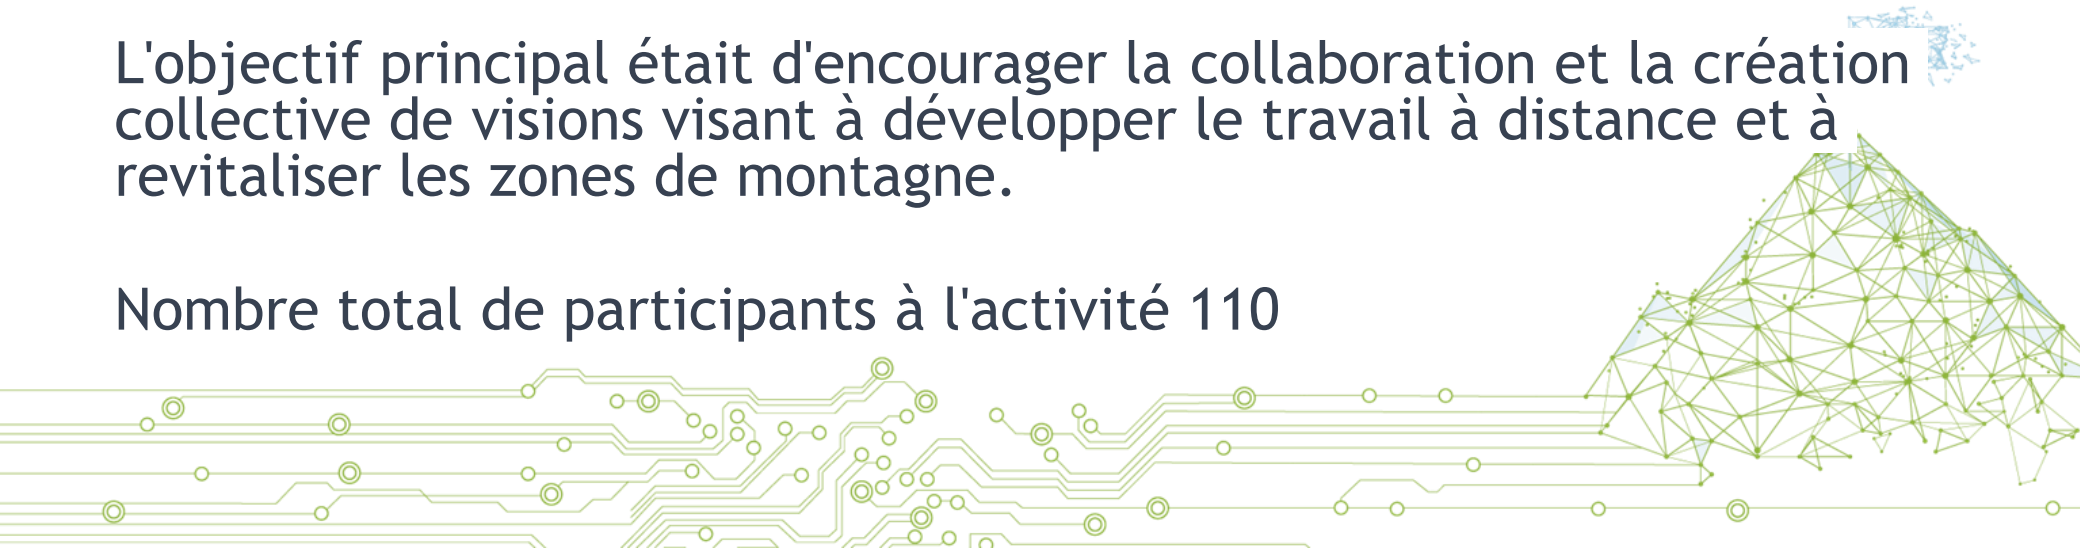 L'objectif principal était d'encourager la collaboration et la création
collective de visions visant à développer le travail à distance et à
revitaliser les zones de montagne.
Nombre total de participants à l'activité 110